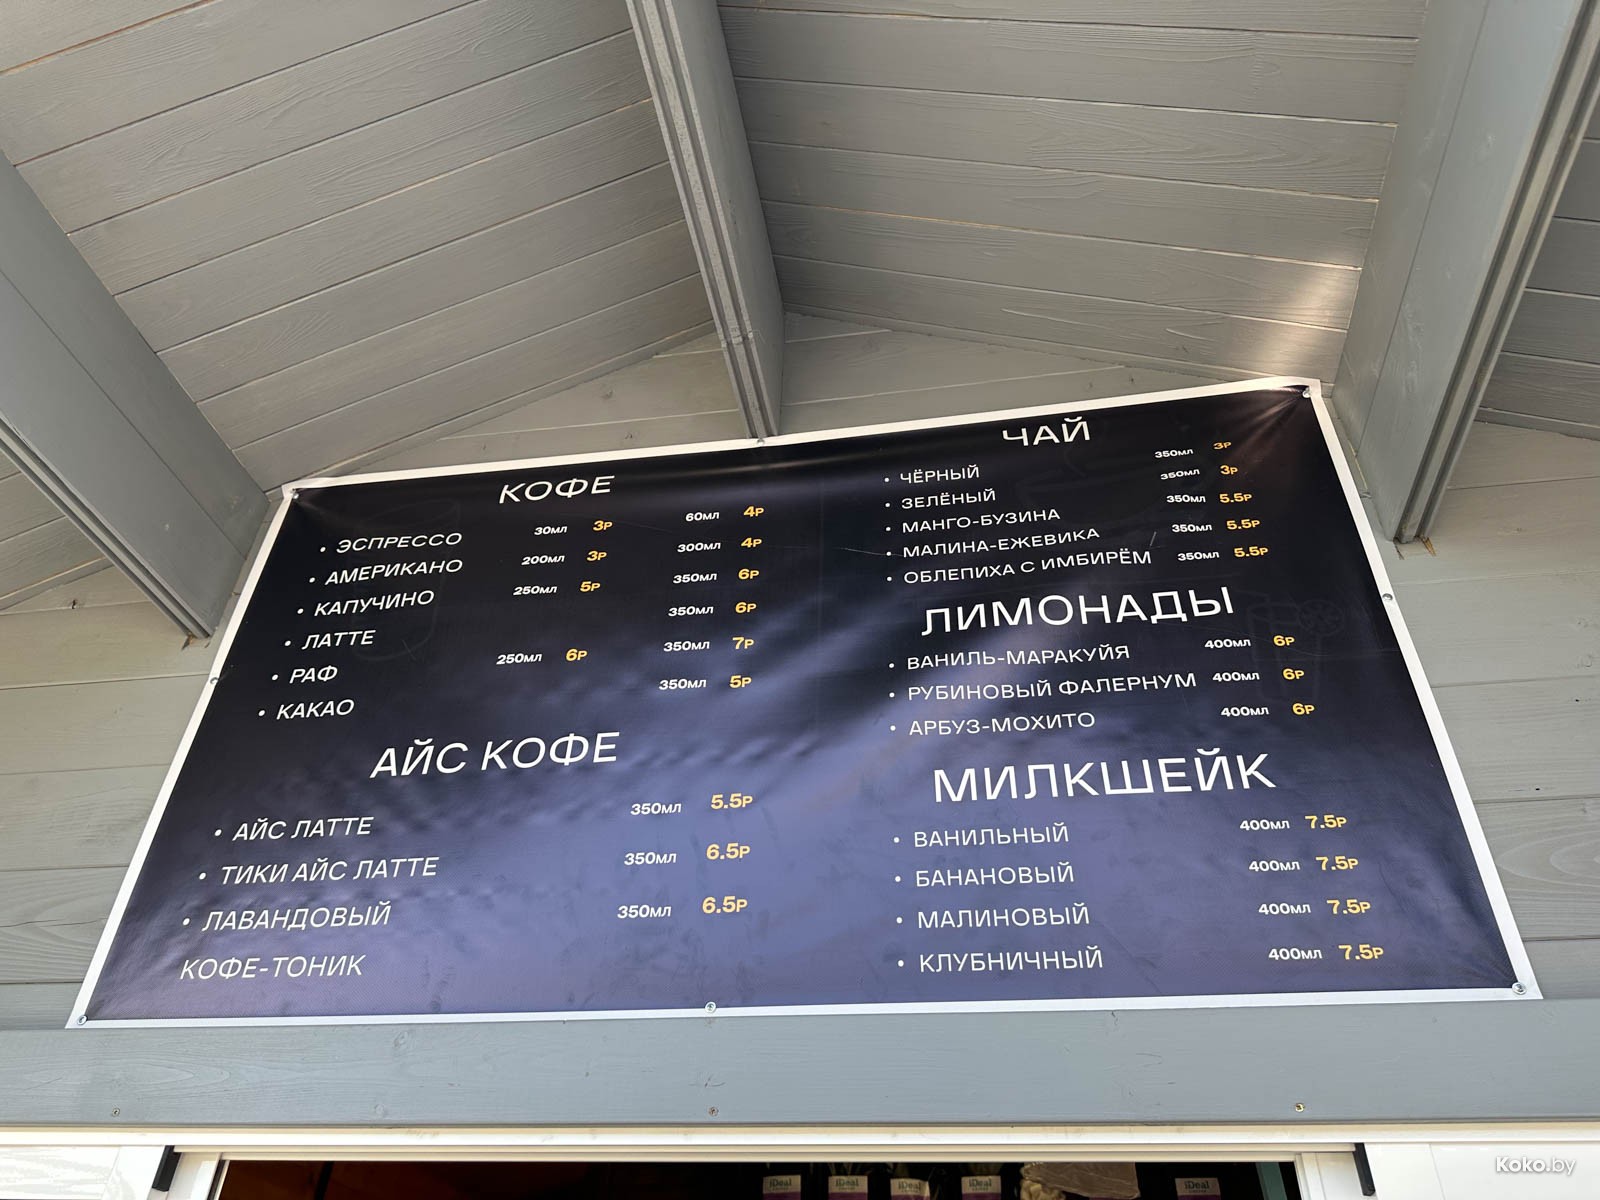 КОФЕ
• ЭСПРЕССО 30МЛ 3Р 60МЛ 4Р
• АМЕРИКАНО 200МЛ 3Р 300МЛ 4Р
• КАПУЧИНО 250МЛ 5Р 350МЛ 6Р
• ЛАТТЕ 350МЛ 6Р
• РАФ 250МЛ 6Р 350МЛ 7Р
• КАКАО 350МЛ 5Р
АЙС КОФЕ
• АЙС ЛАТТЕ 350МЛ 5.5Р
• ТИКИ АЙС ЛАТТЕ 350МЛ 6.5Р
• ЛАВАНДОВЫЙ 350МЛ 6.5Р
КОФЕ-ТОНИК
ЧАЙ
• ЧЁРНЫЙ 350МЛ 3Р
• ЗЕЛЁНЫЙ 350МЛ 3Р
• МАНГО-БУЗИНА 350МЛ 5.5Р
• МАЛИНА-ЕЖЕВИКА 350МЛ 5.5Р
• ОБЛЕПИХА С ИМБИРЁМ 350МЛ 5.5Р
ЛИМОНАДЫ
• ВАНИЛЬ-МАРАКУЙЯ 400МЛ 6Р
• РУБИНОВЫЙ ФАЛЕРНУМ 400МЛ 6Р
• АРБУЗ-МОХИТО 400МЛ 6Р
МИЛКШЕЙК
• ВАНИЛЬНЫЙ 400МЛ 7.5Р
• БАНАНОВЫЙ 400МЛ 7.5Р
• МАЛИНОВЫЙ 400МЛ 7.5Р
• КЛУБНИЧНЫЙ 400МЛ 7.5Р
iDeal iDeal iDeal iDeal iDeal
Koko.by